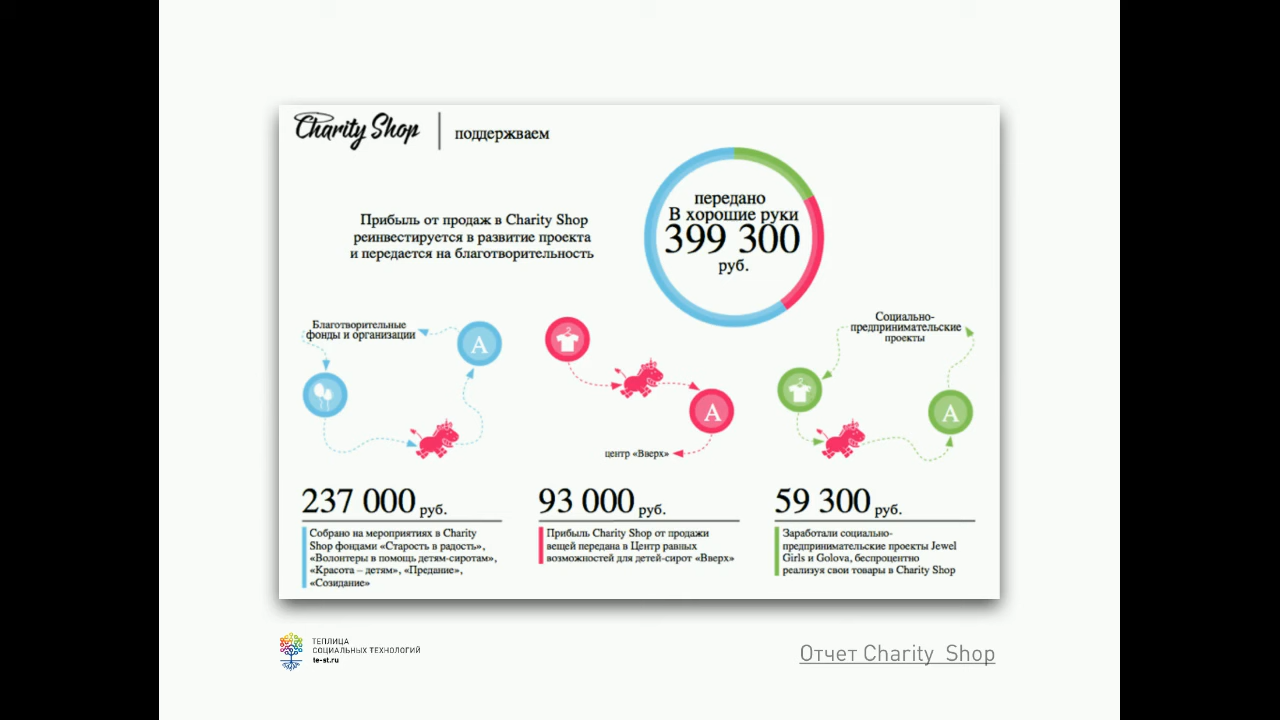 Charity Shop
поддержваем
Прибыль от продаж в Charity Shop
реинвестируется в развитие проекта
и передается на благотворительность
передано
В хорошие руки
399 300
руб.
Благотворительные
фонды и организации
А
А
центр «Вверх»
Социально-
предпринимательские
проекты
А
237 000 руб.
Собрано на мероприятиях в Charity
Shop фондами «Старость в радость»,
«Волонтеры в помощь детям-сиротам»,
«Красота – детям», «Предание»,
«Созидание»
93 000 руб.
Прибыль Charity Shop от продажи
вещей передана в Центр равных
возможностей для детей-сирот «Вверх»
59 300 руб.
Заработали социально-
предпринимательские проекты Jewel
Girls и Golova, беспроцентно
реализуя свои товары в Charity Shop
ТЕПЛИЦА
СОЦИАЛЬНЫХ ТЕХНОЛОГИЙ
te-st.ru
Отчет Charity Shop